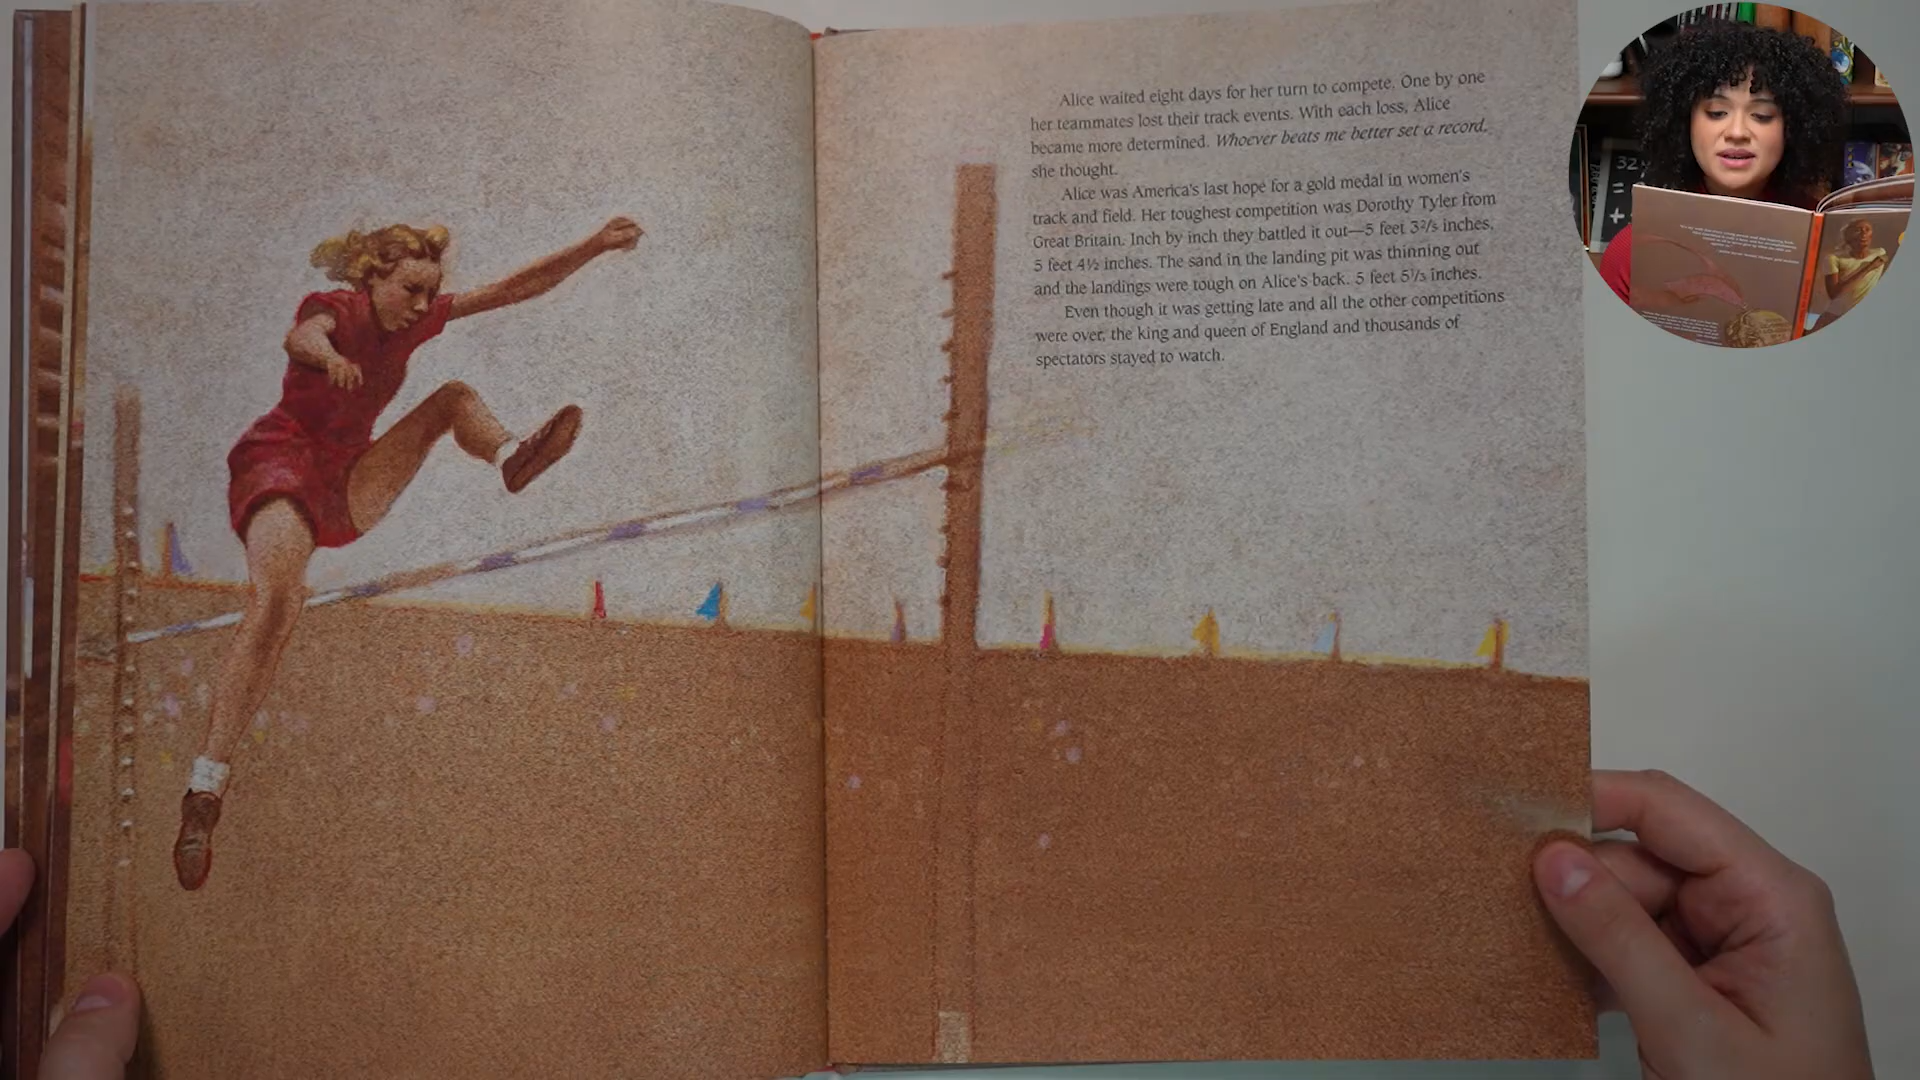 Alice waited eight days for her turn to compete. One by one
her teammates lost their track events. With each loss, Alice
became more determined. Whoever beats me better set a record,
she thought.
Alice was America's last hope for a gold medal in women's
track and field. Her toughest competition was Dorothy Tyler from
Great Britain. Inch by inch they battled it out—5 feet 3⅖ inches,
5 feet 4½ inches. The sand in the landing pit was thinning out
and the landings were tough on Alice's back. 5 feet 5⅓ inches.
Even though it was getting late and all the other competitions
were over, the king and queen of England and thousands of
spectators stayed to watch.
32
+